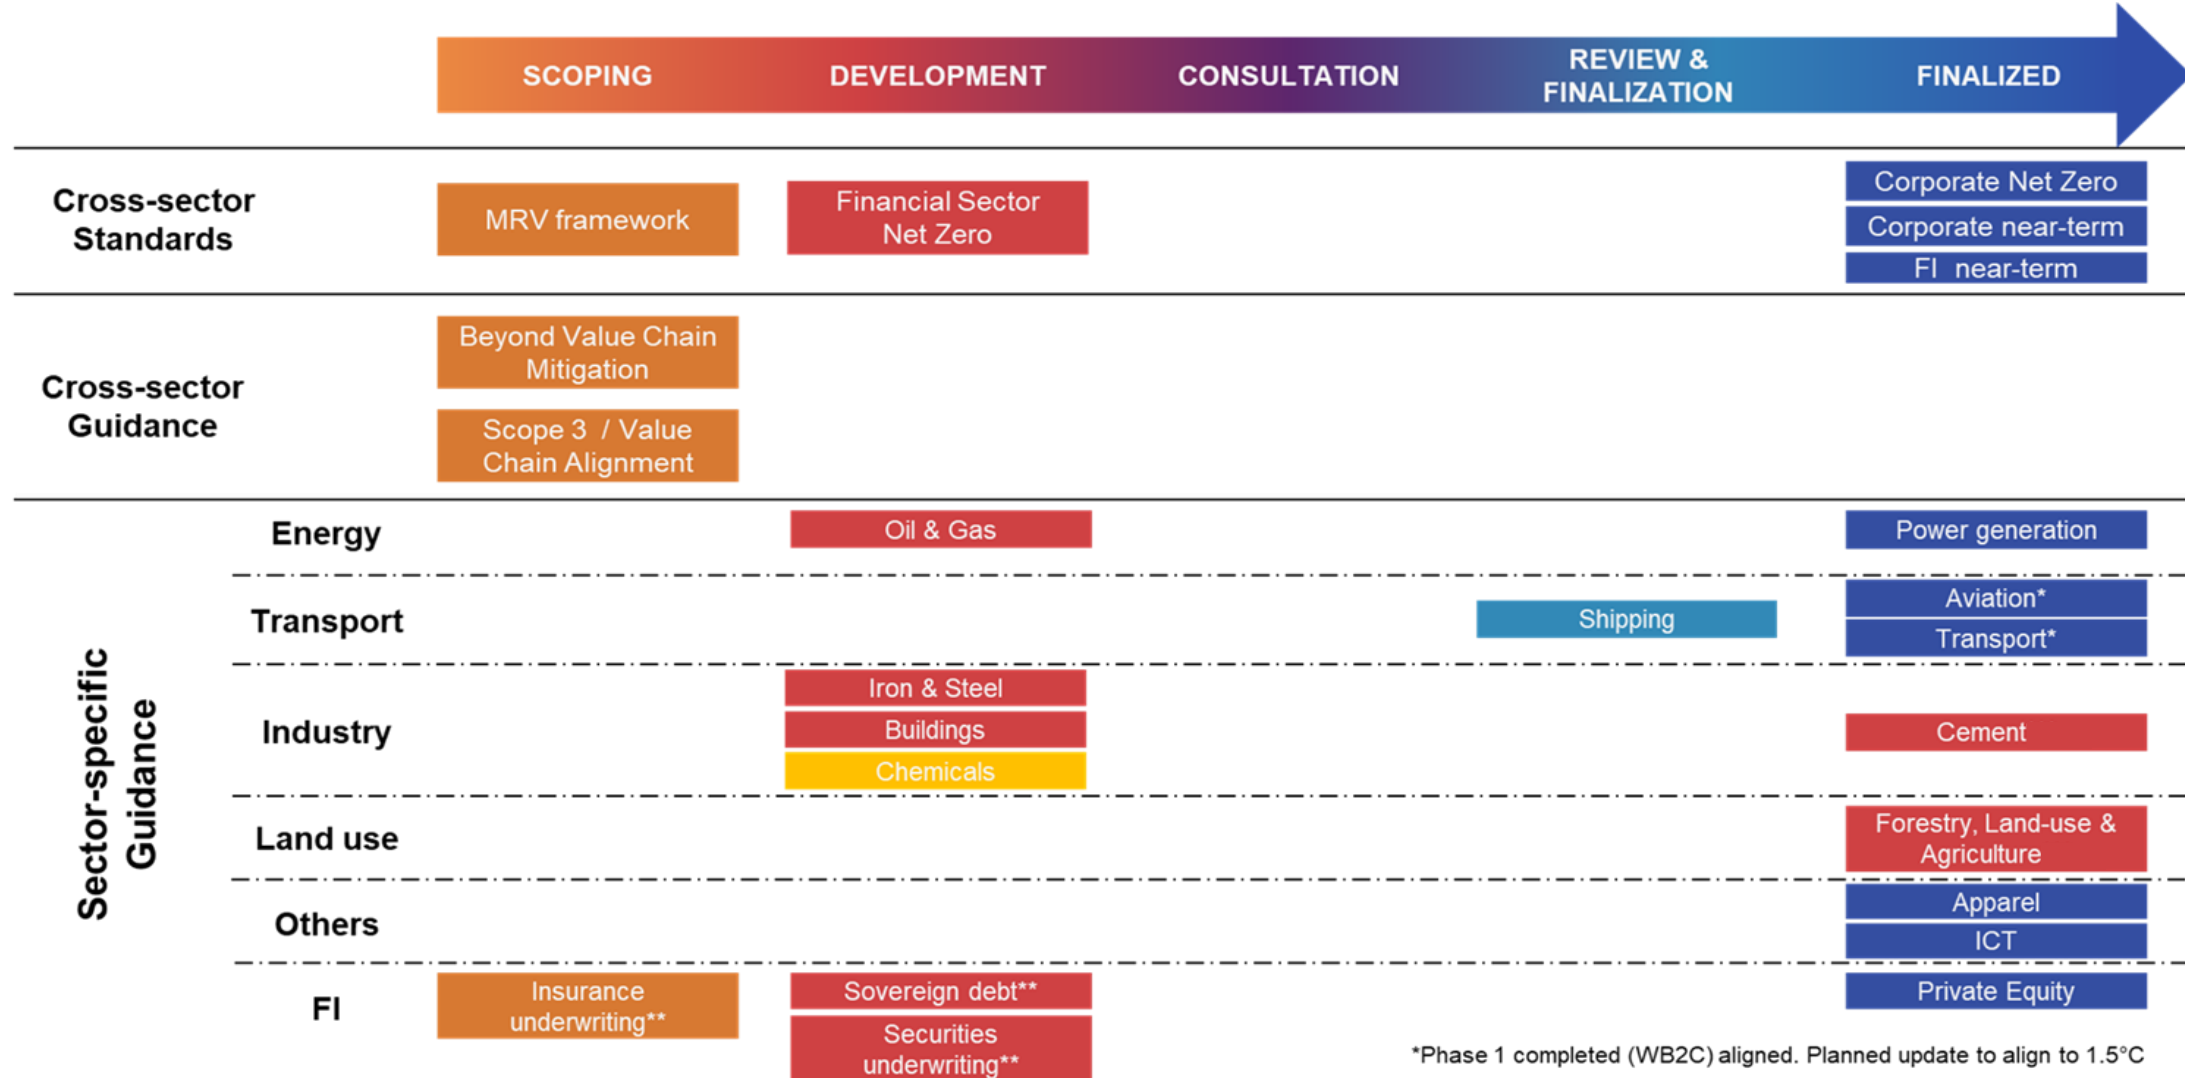 SCOPING
DEVELOPMENT
CONSULTATION
REVIEW &
FINALIZATION
FINALIZED
Cross-sector
Standards
MRV framework
Financial Sector
Net Zero
Corporate Net Zero
Corporate near-term
FI near-term
Cross-sector
Guidance
Beyond Value Chain
Mitigation
Scope 3 / Value
Chain Alignment
Sector-specific
Guidance
Energy
Oil & Gas
Power generation
Transport
Shipping
Aviation*
Transport*
Industry
Iron & Steel
Buildings
Chemicals
Cement
Land use
Forestry, Land-use &
Agriculture
Others
Apparel
ICT
FI
Insurance
underwriting**
Sovereign debt**
Securities
underwriting**
Private Equity
*Phase 1 completed (WB2C) aligned. Planned update to align to 1.5°C